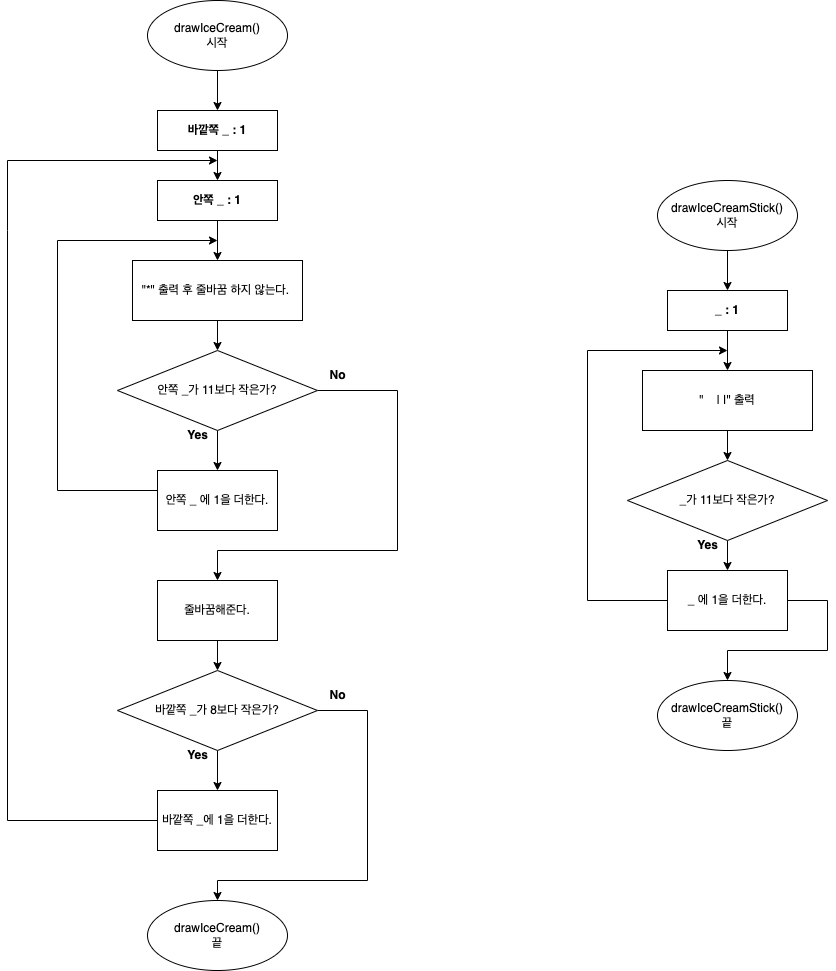 drawIceCream()
시작
바깥쪽 _ : 1
안쪽 _ : 1
"*" 출력 후 줄바꿈 하지 않는다.
안쪽 _가 11보다 작은가?
No
Yes
안쪽 _ 에 1을 더한다.
줄바꿈해준다.
바깥쪽 _가 8보다 작은가?
No
Yes
바깥쪽 _에 1을 더한다.
drawIceCream()
끝
drawIceCreamStick()
시작
_ : 1
"    | |" 출력
_가 11보다 작은가?
Yes
_ 에 1을 더한다.
drawIceCreamStick()
끝